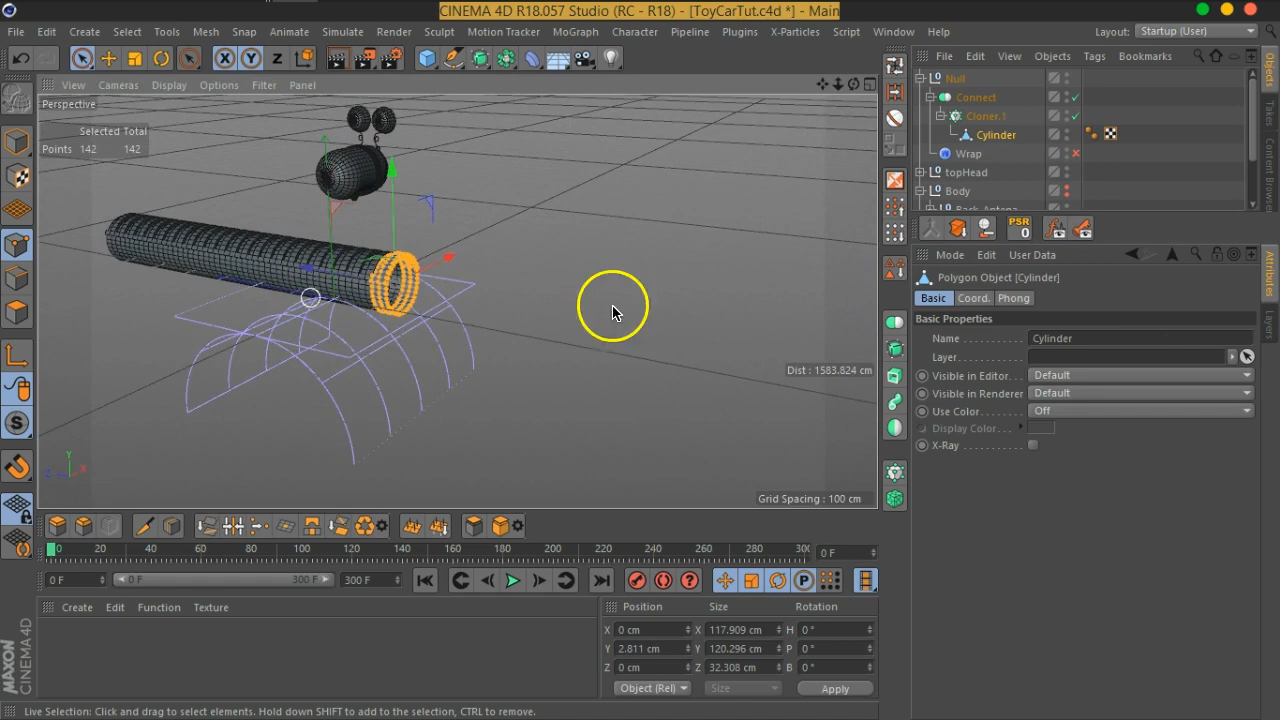 CINEMA 4D R18.057 Studio (RC - R18) - [ToyCarTut.c4d *] - Main
File Edit Create Select Tools Mesh Snap Animate Simulate Render Sculpt Motion Tracker MoGraph Character Pipeline Plugins X-Particles Script Window Help Layout: Startup (User)
X Y Z
File Edit View Objects Tags Bookmarks
View Cameras Display Options Filter Panel
Perspective
Selected Total
Points 142 142
Null
Connect
Cloner.1
Cylinder
Wrap
topHead
Body
Back_Antena
Objects
Takes
Content Browser
PSR
0
Mode Edit User Data
Polygon Object [Cylinder]
Basic Coord. Phong
Basic Properties
Name Cylinder
Layer
Visible in Editor Default
Visible in Renderer Default
Use Color Off
Display Color
X-Ray
Attributes
Layers
Dist : 1583.824 cm
Grid Spacing : 100 cm
Y
Z X
S
0 20 40 60 80 100 120 140 160 180 200 220 240 260 280 30 0 F
0 F 0 F 300 F 300 F
P
Create Edit Function Texture
Position Size Rotation
X 0 cm X 117.909 cm H 0 °
Y 2.811 cm Y 120.296 cm P 0 °
Z 0 cm Z 32.308 cm B 0 °
Object (Rel) Size Apply
MAXON
CINEMA 4D
Live Selection: Click and drag to select elements. Hold down SHIFT to add to the selection, CTRL to remove.